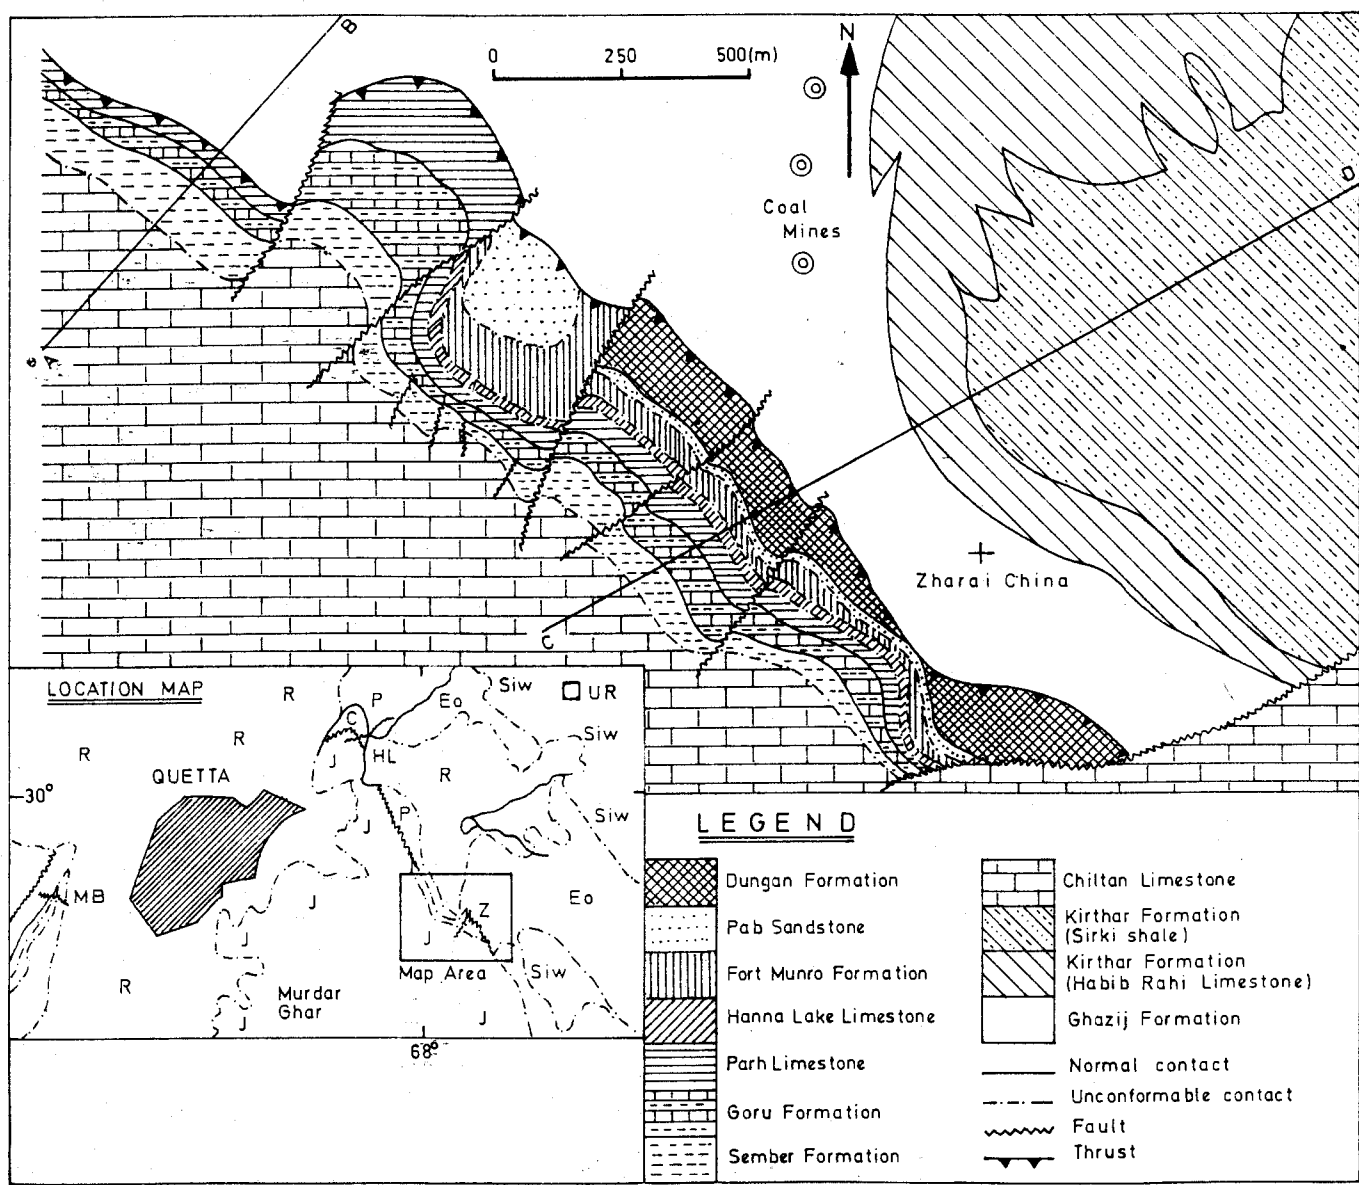 B
N
0 250 500(m)
Coal
Mines
D
A
Zharai China
C
LOCATION MAP
R
P
Eo
Siw
UR
C
R
R
J
HL
R
Siw
QUETTA
30°
P
J
Siw
MB
J
Z
Eo
J
J
Map Area
Siw
R
Murdar
Ghar
J
J
68°
LEGEND
Dungan Formation
Pab Sandstone
Fort Munro Formation
Hanna Lake Limestone
Parh Limestone
Goru Formation
Sember Formation
Chiltan Limestone
Kirthar Formation
(Sirki shale)
Kirthar Formation
(Habib Rahi Limestone)
Ghazij Formation
Normal contact
Unconformable contact
Fault
Thrust